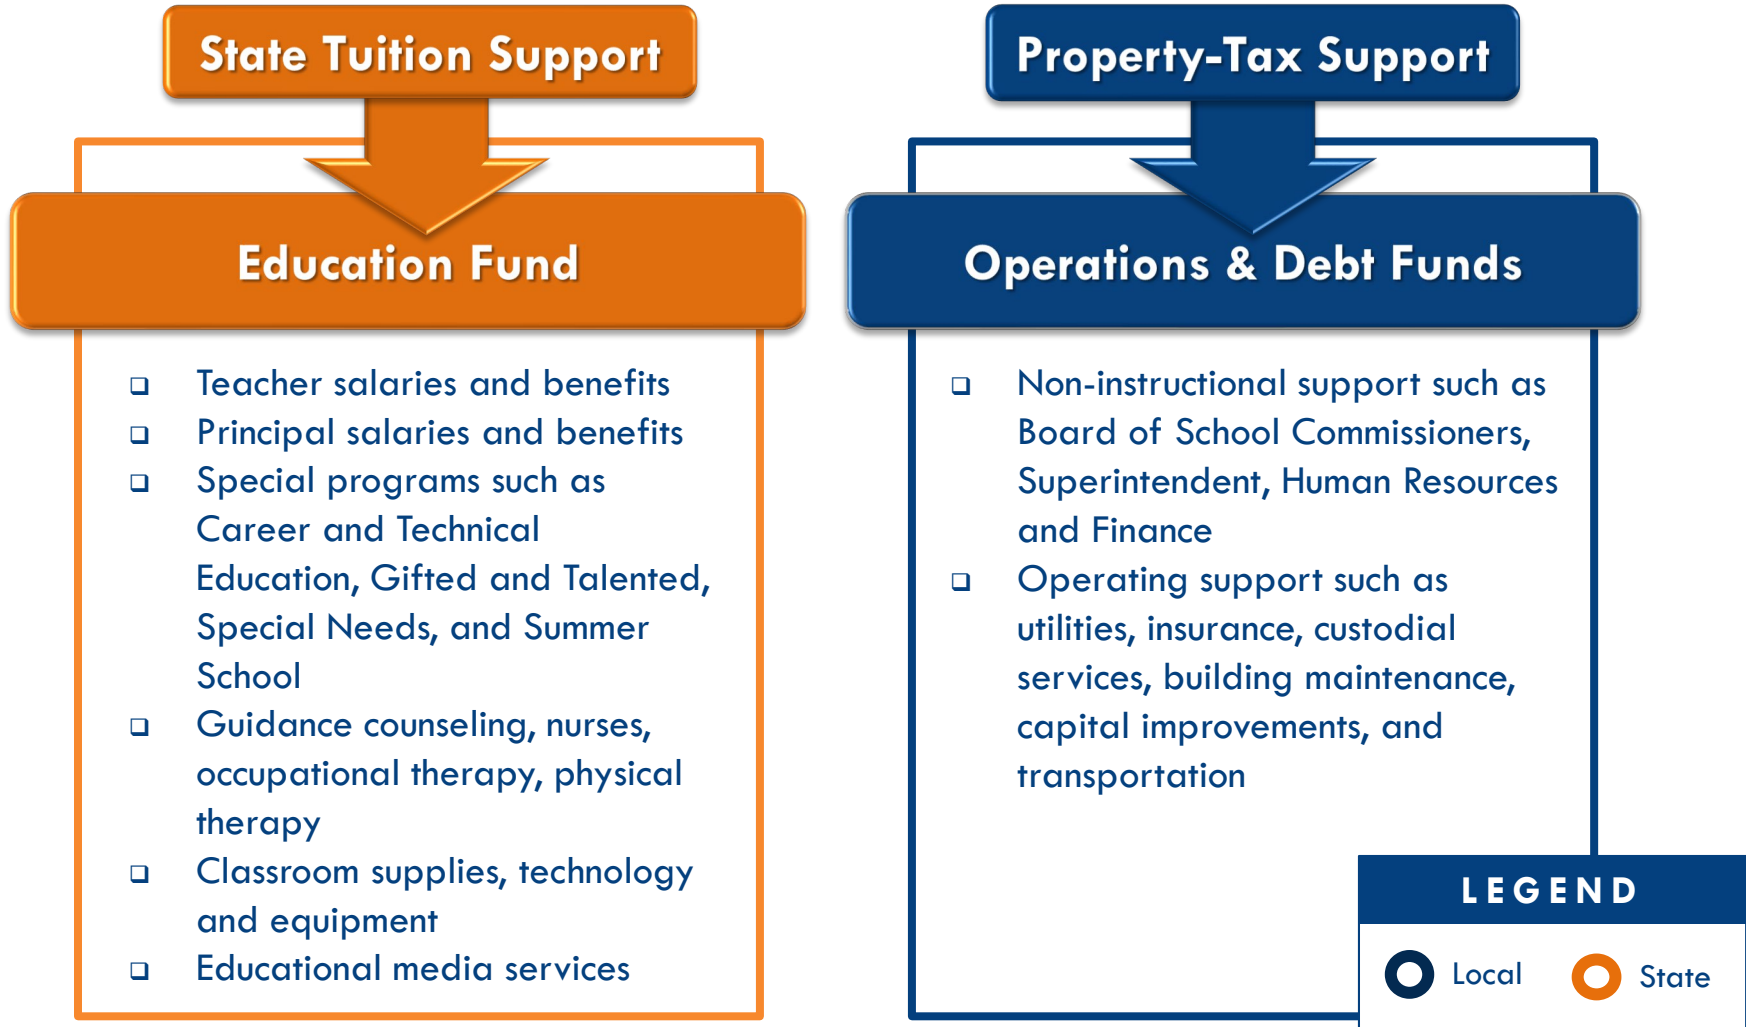 State Tuition Support
Education Fund
❑ Teacher salaries and benefits
❑ Principal salaries and benefits
❑ Special programs such as
Career and Technical
Education, Gifted and Talented,
Special Needs, and Summer
School
❑ Guidance counseling, nurses,
occupational therapy, physical
therapy
❑ Classroom supplies, technology
and equipment
❑ Educational media services
Property-Tax Support
Operations & Debt Funds
❑ Non-instructional support such as
Board of School Commissioners,
Superintendent, Human Resources
and Finance
❑ Operating support such as
utilities, insurance, custodial
services, building maintenance,
capital improvements, and
transportation
LEGEND
Local
State